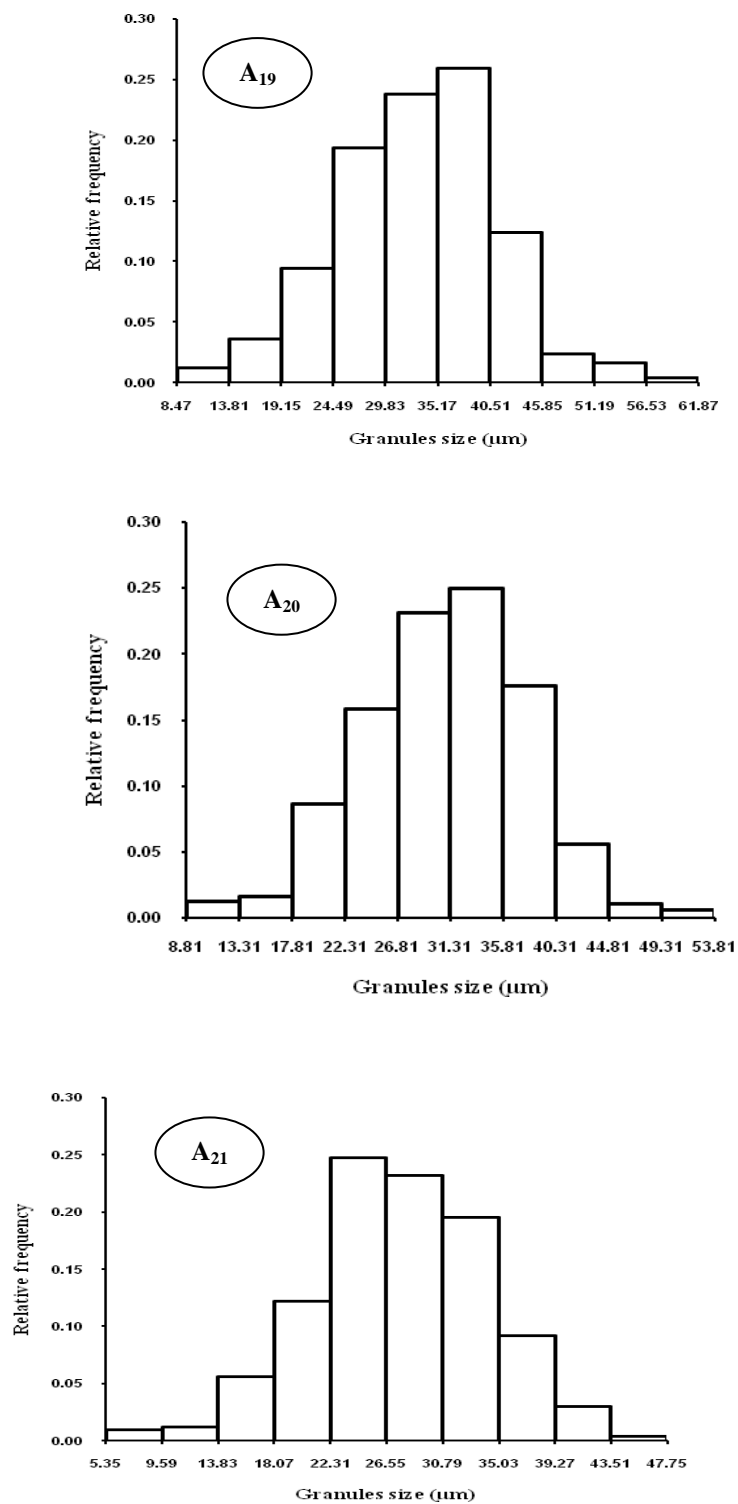 0.30
A19
0.25
0.20
0.15
0.10
0.05
0.00
Relative frequency
8.47 13.81 19.15 24.49 29.83 35.17 40.51 45.85 51.19 56.53 61.87
Granules size (µm)
0.30
0.25
A20
0.20
0.15
0.10
0.05
0.00
Relative frequency
8.81 13.31 17.81 22.31 26.81 31.31 35.81 40.31 44.81 49.31 53.81
Granules size (µm)
0.30
A21
0.25
0.20
0.15
0.10
0.05
0.00
Relative frequency
5.35 9.59 13.83 18.07 22.31 26.55 30.79 35.03 39.27 43.51 47.75
Granules size (µm)